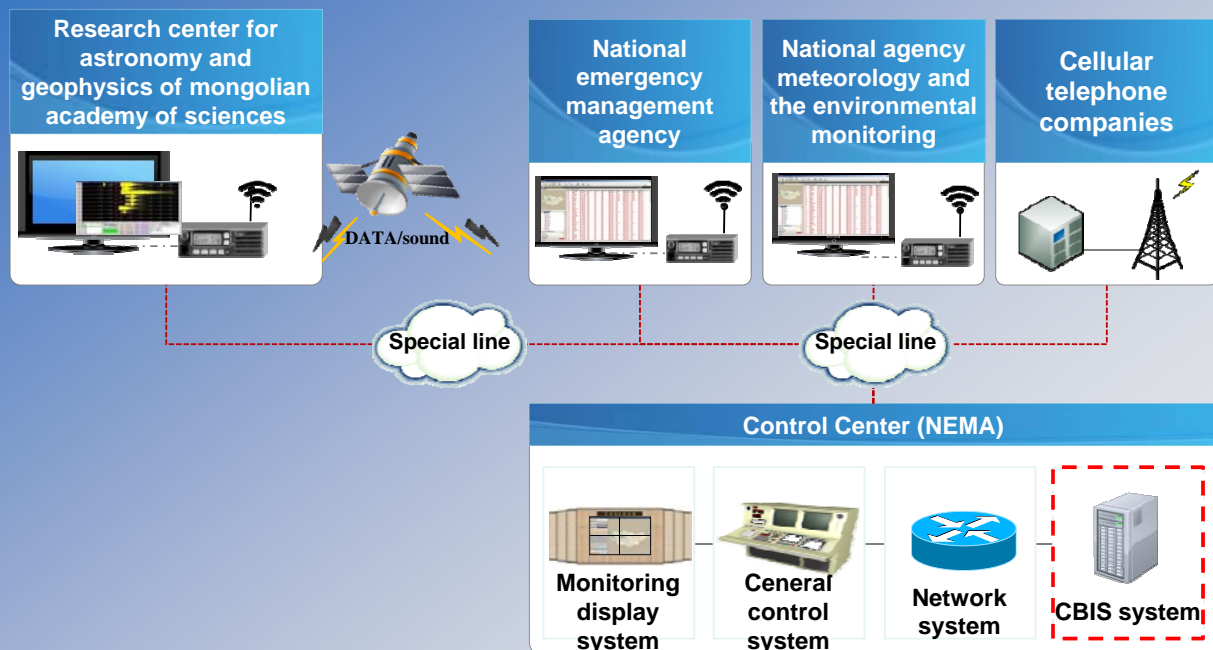 Research center for
astronomy and
geophysics of mongolian
academy of sciences
National
emergency
management
agency
National agency
meteorology and
the environmental
monitoring
Cellular
telephone
companies
DATA/sound
Special line
Special line
Control Center (NEMA)
Monitoring
display
system
Ceneral
control
system
Network
system
CBIS system